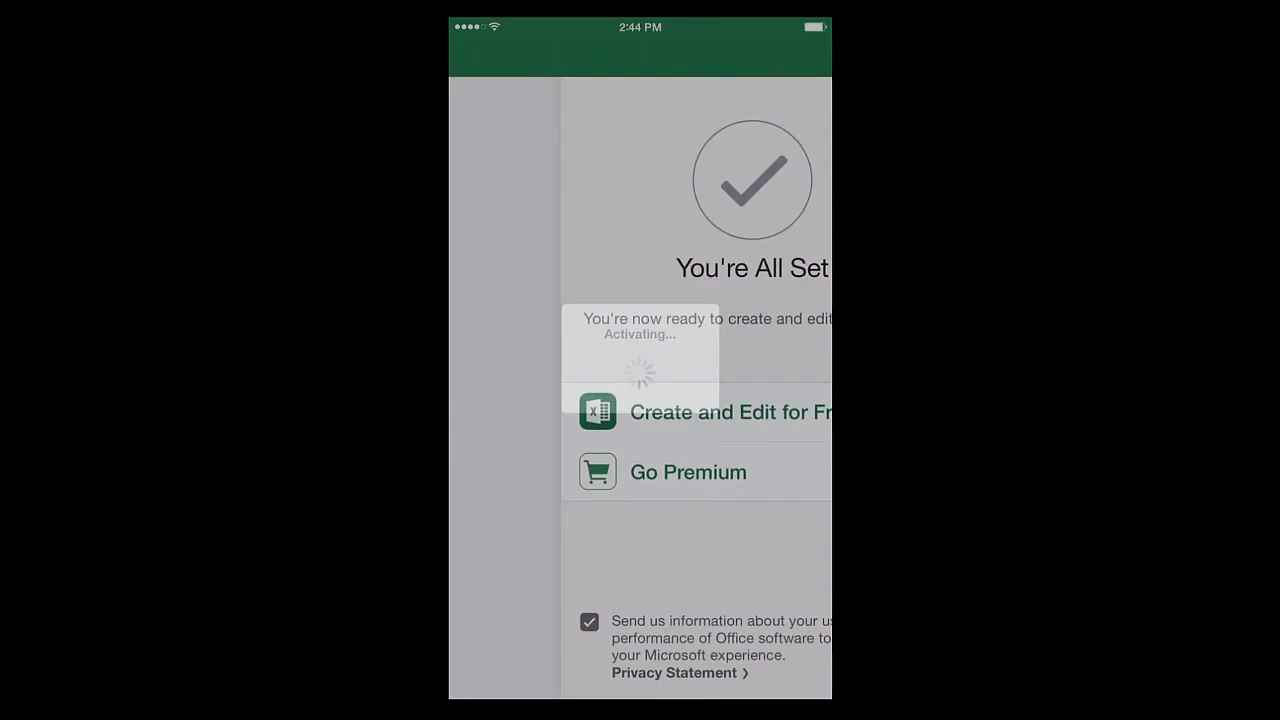 2:44 PM
You're All Set
You're now ready to create and edit
Activating...
Create and Edit for Fr
Go Premium
Send us information about your us
performance of Office software to
your Microsoft experience.
Privacy Statement ❯